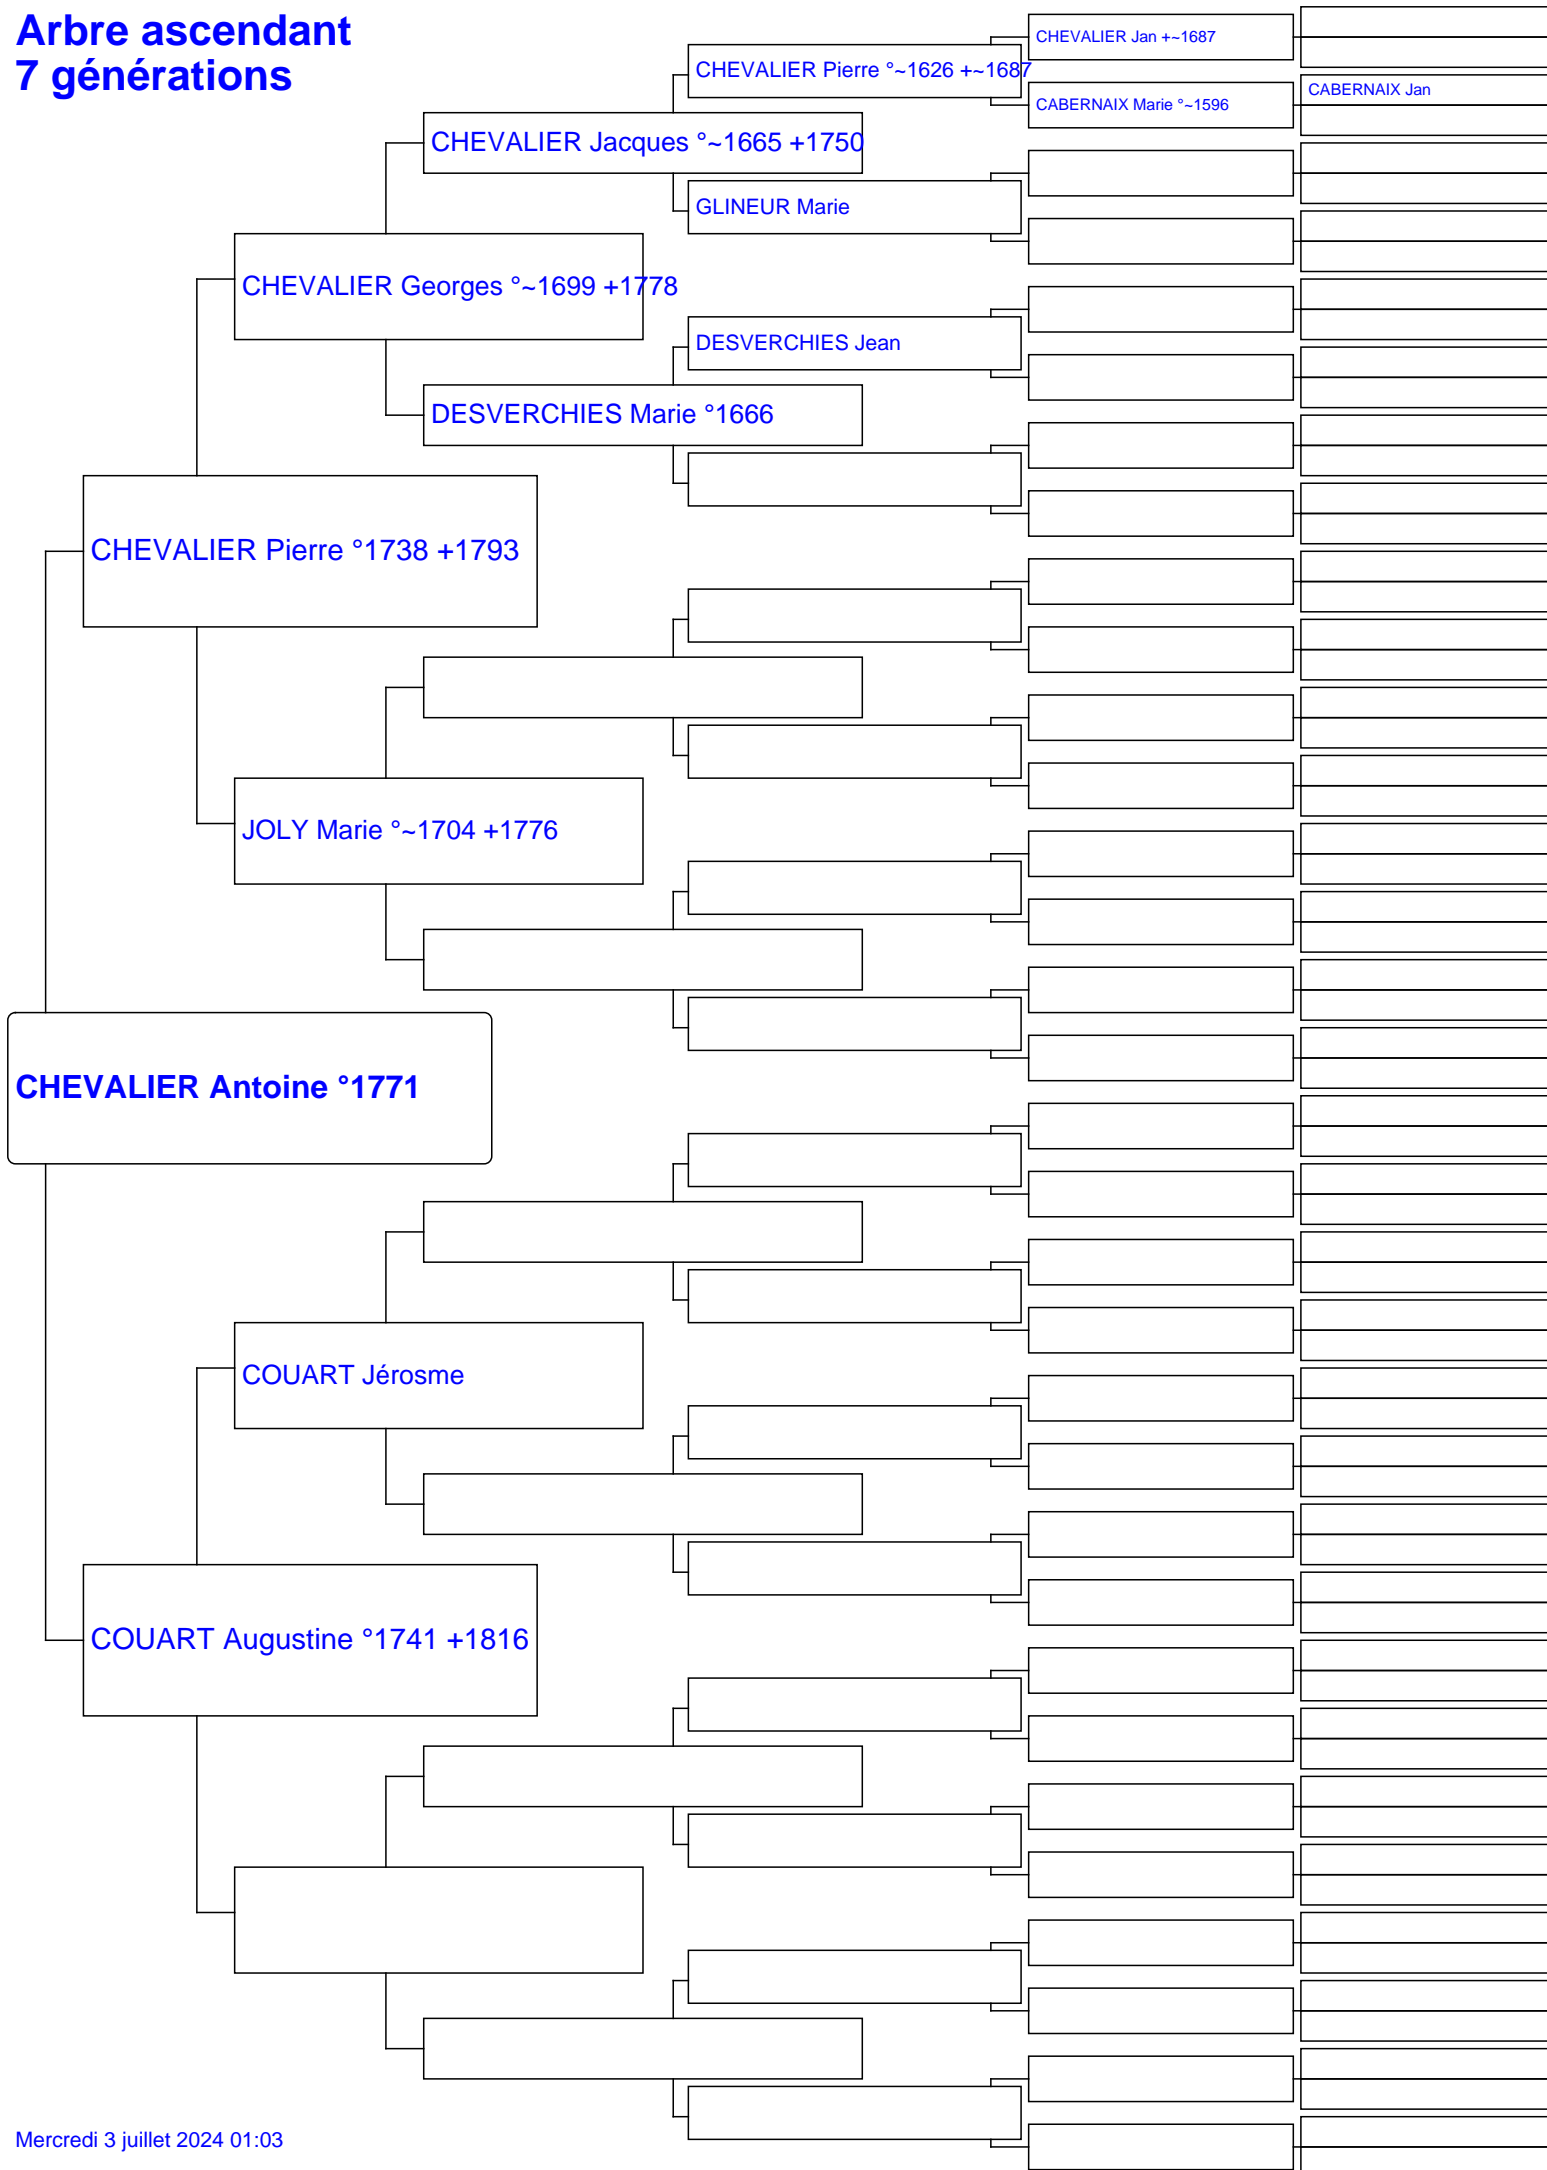 Arbre ascendant
7 générations
CHEVALIER Jan +~1687
CHEVALIER Pierre °~1626 +~1687
CABERNAIX Jan
CABERNAIX Marie °~1596
CHEVALIER Jacques °~1665 +1750
GLINEUR Marie
CHEVALIER Georges °~1699 +1778
DESVERCHIES Jean
DESVERCHIES Marie °1666
CHEVALIER Pierre °1738 +1793
JOLY Marie °~1704 +1776
CHEVALIER Antoine °1771
COUART Jérosme
COUART Augustine °1741 +1816
Mercredi 3 juillet 2024 01:03